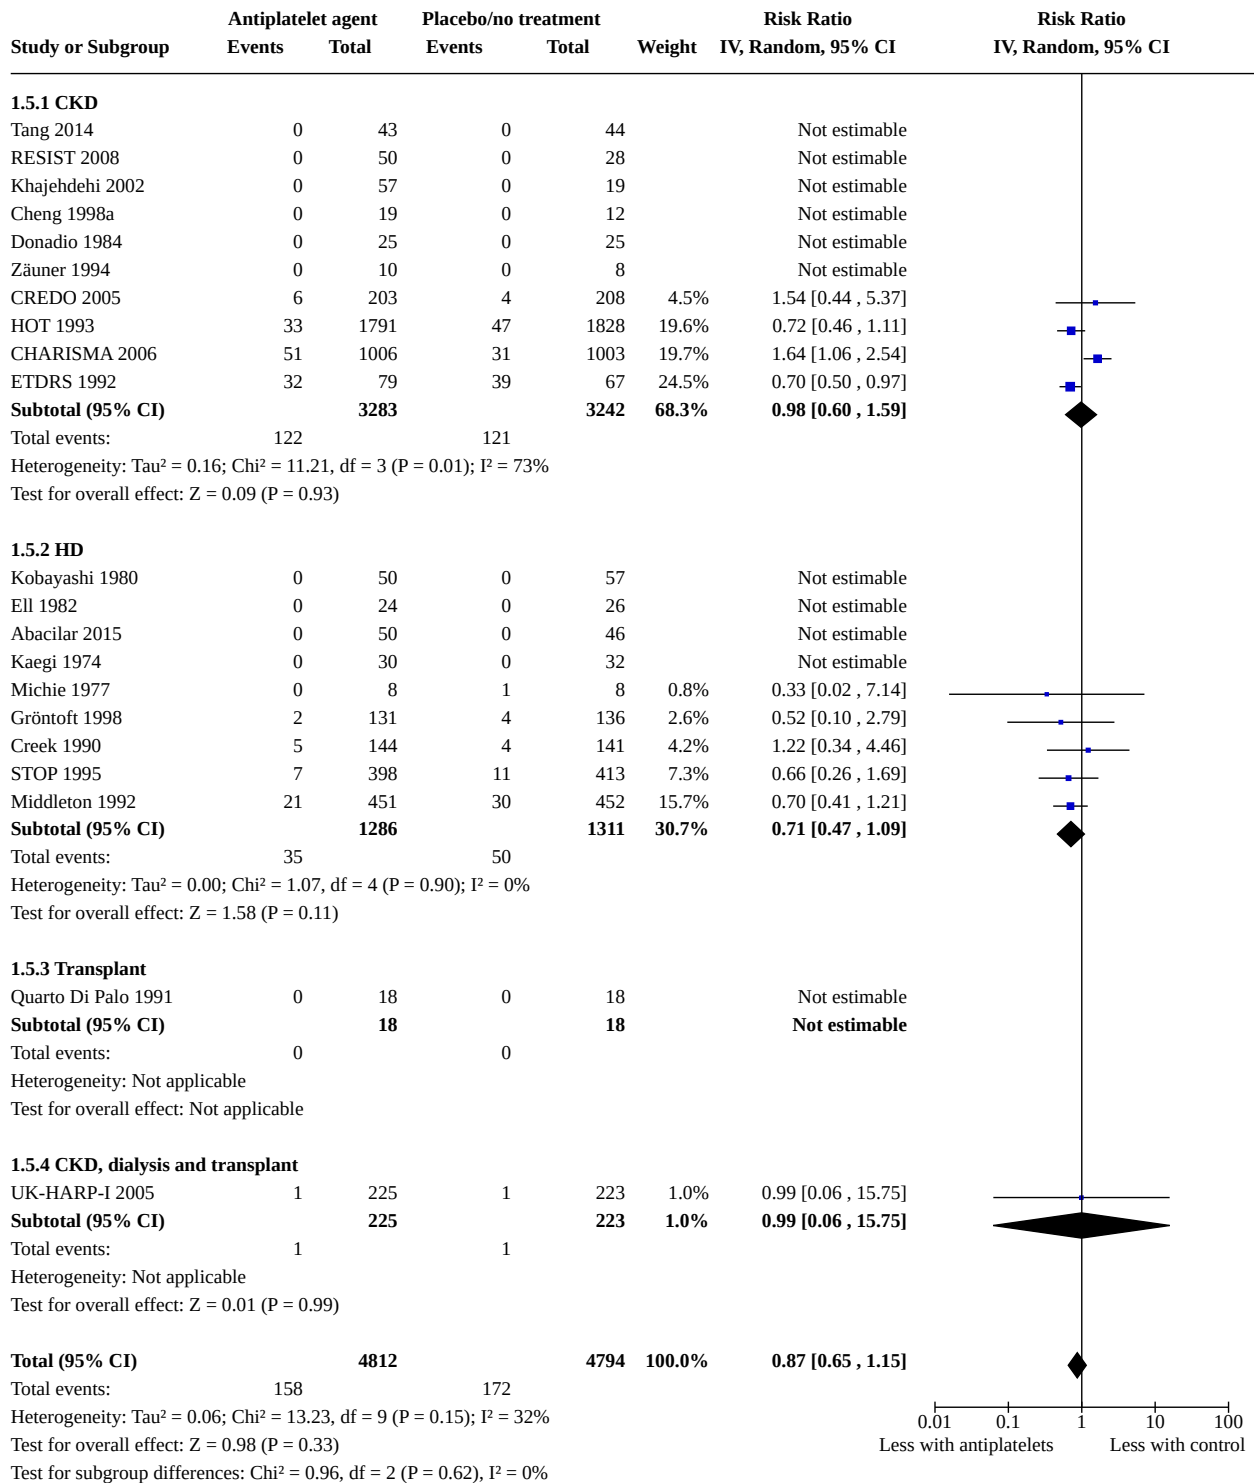 Antiplatelet agent Placebo/no treatment Risk Ratio Risk Ratio
Study or Subgroup Events Total Events Total Weight IV, Random, 95% CI IV, Random, 95% CI
1.5.1 CKD
Tang 2014 0 43 0 44 Not estimable
RESIST 2008 0 50 0 28 Not estimable
Khajehdehi 2002 0 57 0 19 Not estimable
Cheng 1998a 0 19 0 12 Not estimable
Donadio 1984 0 25 0 25 Not estimable
Zäuner 1994 0 10 0 8 Not estimable
CREDO 2005 6 203 4 208 4.5% 1.54 [0.44 , 5.37]
HOT 1993 33 1791 47 1828 19.6% 0.72 [0.46 , 1.11]
CHARISMA 2006 51 1006 31 1003 19.7% 1.64 [1.06 , 2.54]
ETDRS 1992 32 79 39 67 24.5% 0.70 [0.50 , 0.97]
Subtotal (95% CI) 3283 3242 68.3% 0.98 [0.60 , 1.59]
Total events: 122 121
Heterogeneity: Tau² = 0.16; Chi² = 11.21, df = 3 (P = 0.01); I² = 73%
Test for overall effect: Z = 0.09 (P = 0.93)
1.5.2 HD
Kobayashi 1980 0 50 0 57 Not estimable
Ell 1982 0 24 0 26 Not estimable
Abacilar 2015 0 50 0 46 Not estimable
Kaegi 1974 0 30 0 32 Not estimable
Michie 1977 0 8 1 8 0.8% 0.33 [0.02 , 7.14]
Gröntoft 1998 2 131 4 136 2.6% 0.52 [0.10 , 2.79]
Creek 1990 5 144 4 141 4.2% 1.22 [0.34 , 4.46]
STOP 1995 7 398 11 413 7.3% 0.66 [0.26 , 1.69]
Middleton 1992 21 451 30 452 15.7% 0.70 [0.41 , 1.21]
Subtotal (95% CI) 1286 1311 30.7% 0.71 [0.47 , 1.09]
Total events: 35 50
Heterogeneity: Tau² = 0.00; Chi² = 1.07, df = 4 (P = 0.90); I² = 0%
Test for overall effect: Z = 1.58 (P = 0.11)
1.5.3 Transplant
Quarto Di Palo 1991 0 18 0 18 Not estimable
Subtotal (95% CI) 18 18 Not estimable
Total events: 0 0
Heterogeneity: Not applicable
Test for overall effect: Not applicable
1.5.4 CKD, dialysis and transplant
UK-HARP-I 2005 1 225 1 223 1.0% 0.99 [0.06 , 15.75]
Subtotal (95% CI) 225 223 1.0% 0.99 [0.06 , 15.75]
Total events: 1 1
Heterogeneity: Not applicable
Test for overall effect: Z = 0.01 (P = 0.99)
Total (95% CI) 4812 4794 100.0% 0.87 [0.65 , 1.15]
Total events: 158 172
Heterogeneity: Tau² = 0.06; Chi² = 13.23, df = 9 (P = 0.15); I² = 32%
0.01 0.1 1 10 100
Test for overall effect: Z = 0.98 (P = 0.33) Less with antiplatelets Less with control
Test for subgroup differences: Chi² = 0.96, df = 2 (P = 0.62), I² = 0%